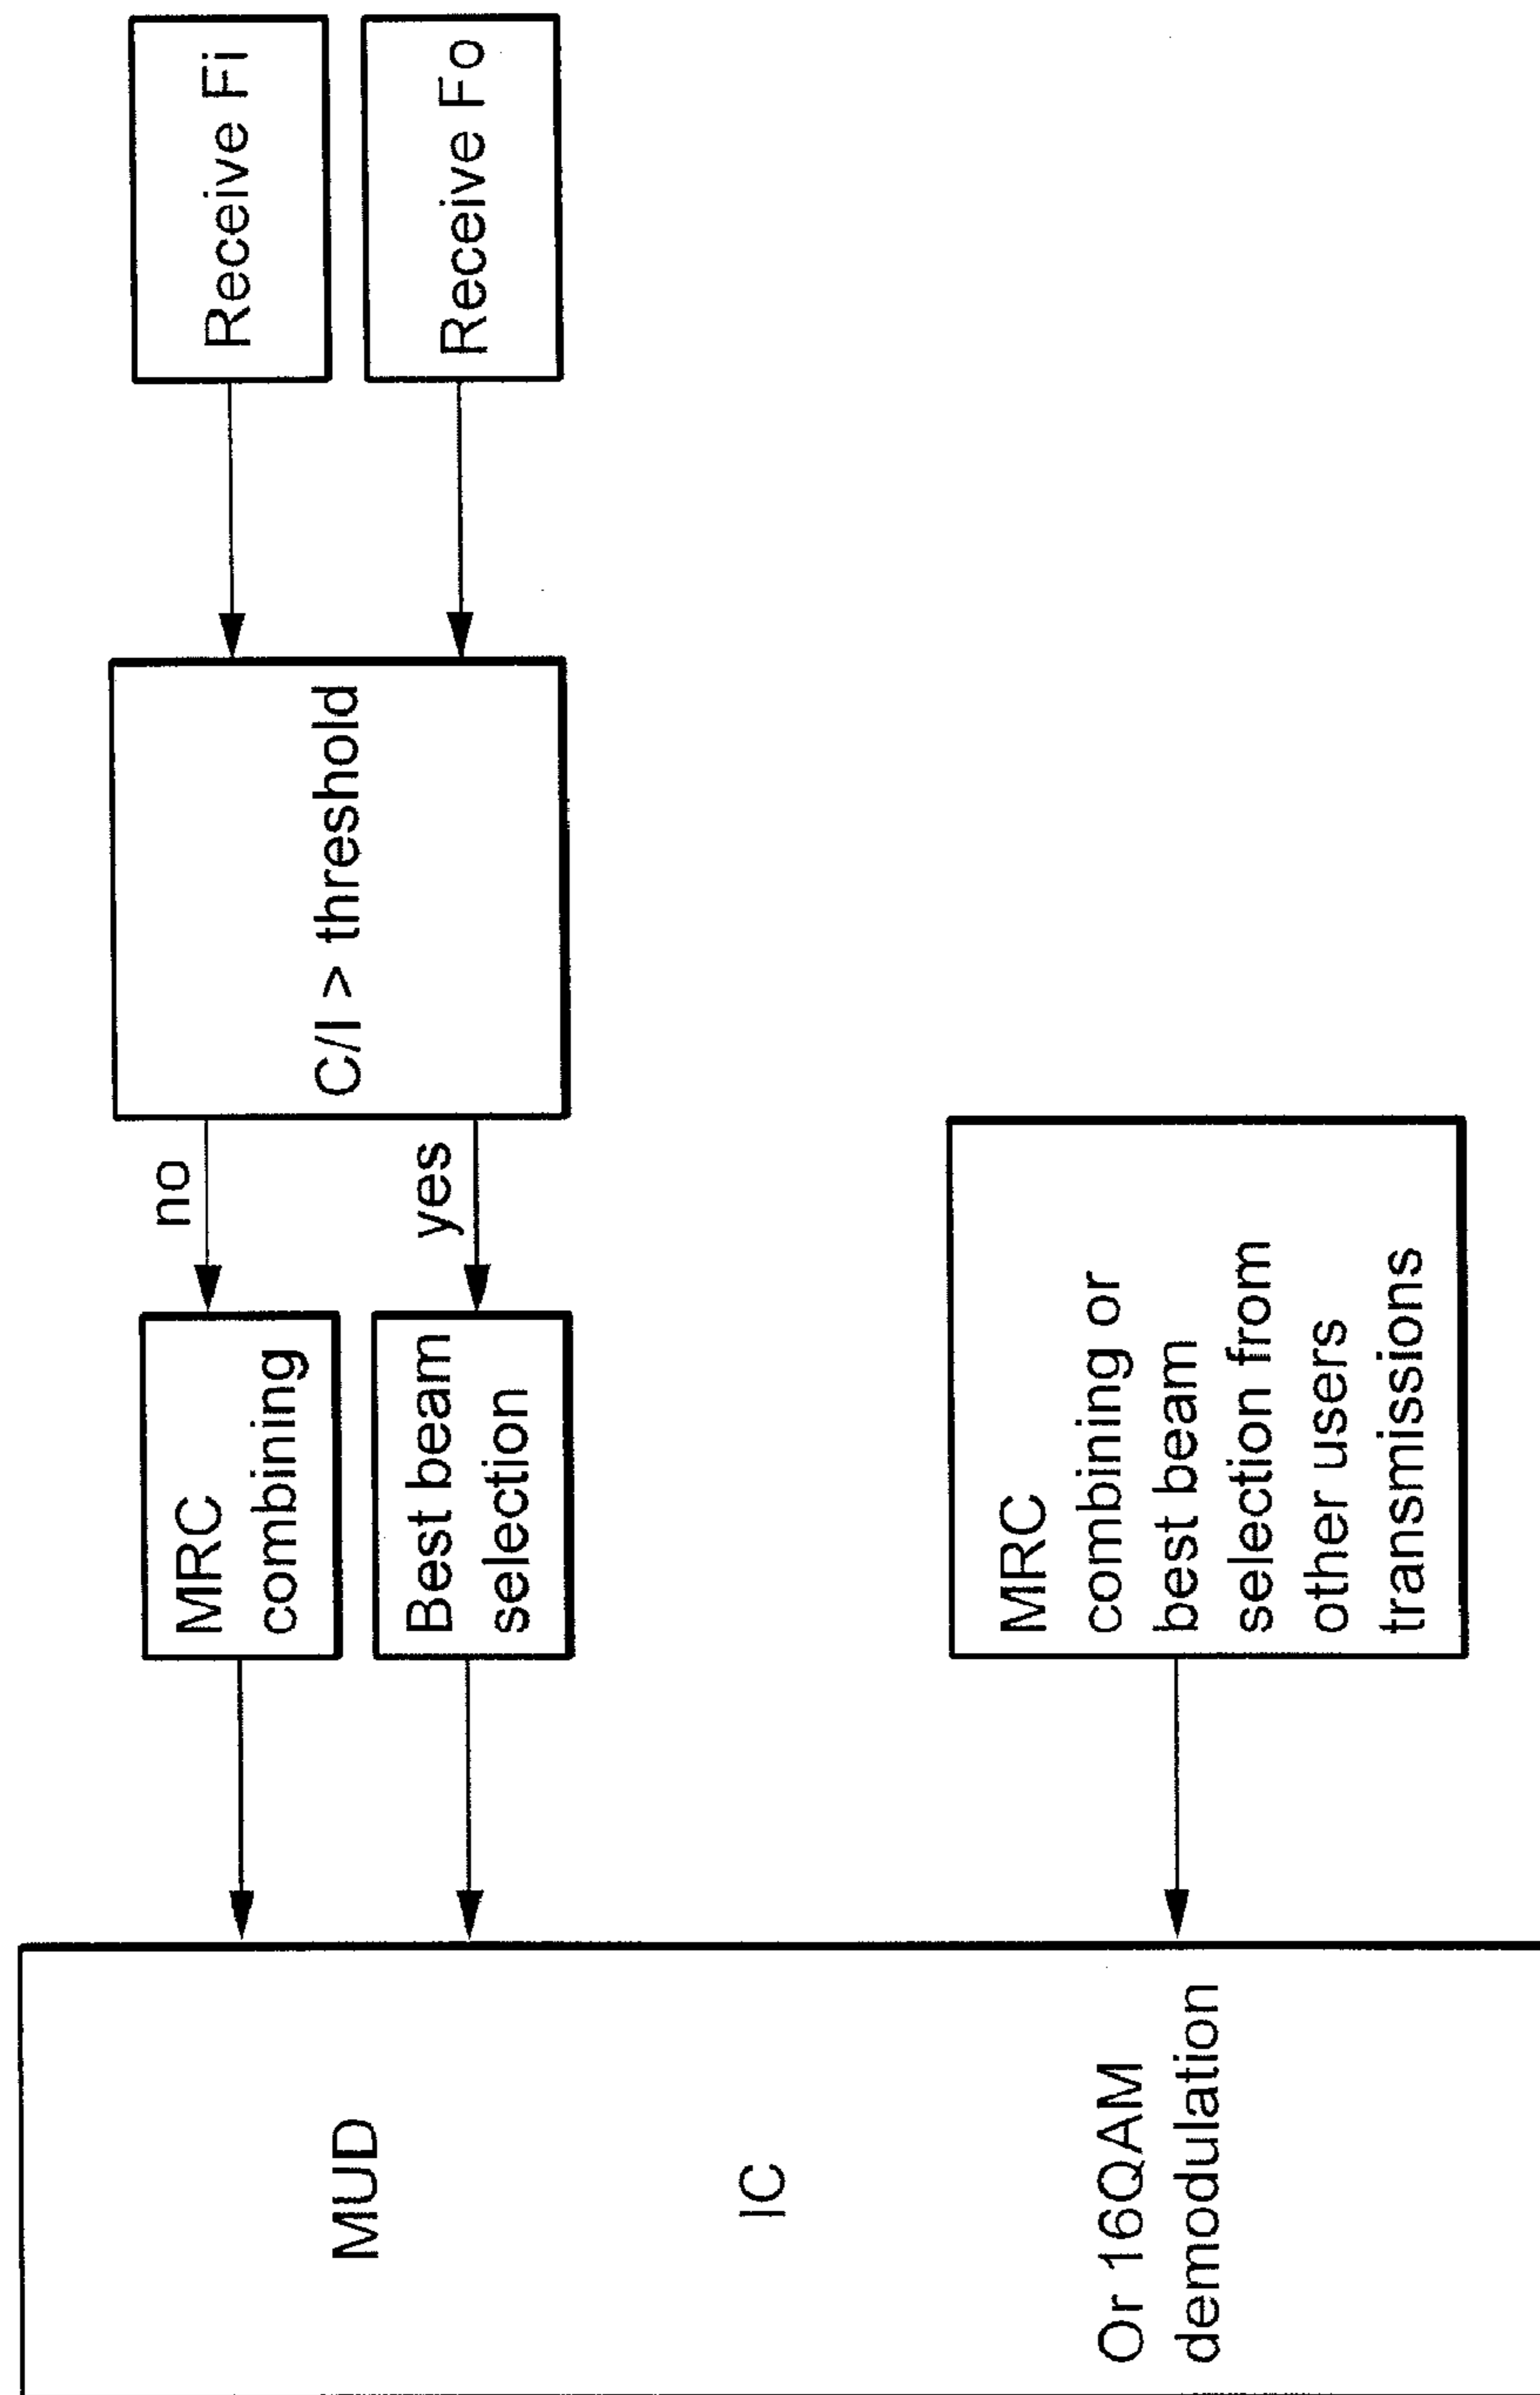 Receive Fi
Receive Fo
C/I > threshold
no
yes
MRC
combining
Best beam
selection
MRC
combining or
best beam
selection from
other users
transmissions
MUD
IC
Or 16QAM
demodulation